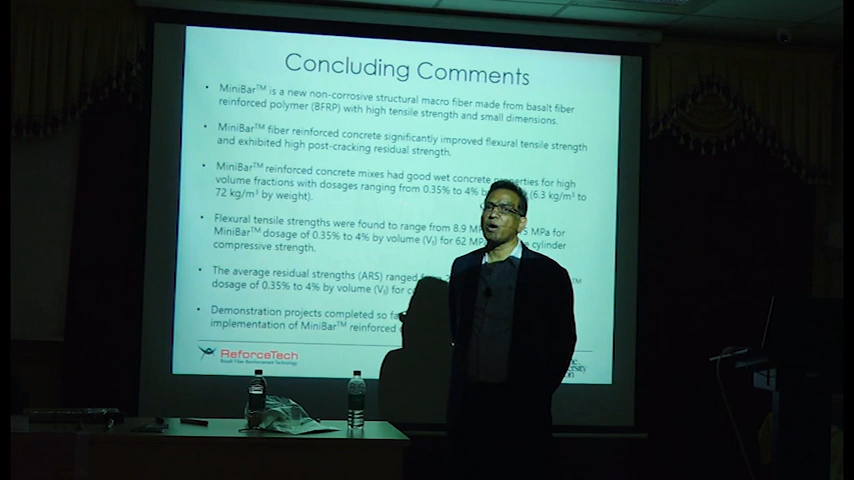 Concluding Comments
• MiniBar™ is a new non-corrosive structural macro fiber made from basalt fiber
reinforced polymer (BFRP) with high tensile strength and small dimensions.
• MiniBar™ fiber reinforced concrete significantly improved flexural tensile strength
and exhibited high post-cracking residual strength.
• MiniBar™ reinforced concrete mixes had good wet concrete properties for high
volume fractions with dosages ranging from 0.35% to 4% by (6.3 kg/m³ to
72 kg/m³ by weight).
• Flexural tensile strengths were found to range from 8.9 MPa for
MiniBar™ dosage of 0.35% to 4% by volume (Vf) for 62 cylinder
compressive strength.
• The average residual strengths (ARS) ranged
dosage of 0.35% to 4% by volume (Vf) for
• Demonstration projects completed so
implementation of MiniBar™ reinforced
ReforceTech
Basalt Fiber Reinforcement Technology